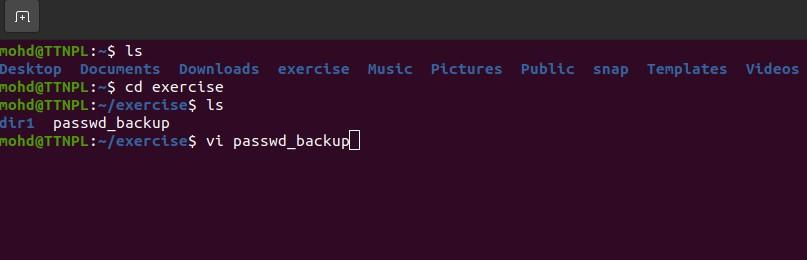 mohd@TTNPL:~$ ls
Desktop  Documents  Downloads  exercise  Music  Pictures  Public  snap  Templates  Videos
mohd@TTNPL:~$ cd exercise
mohd@TTNPL:~/exercise$ ls
dir1  passwd_backup
mohd@TTNPL:~/exercise$ vi passwd_backup